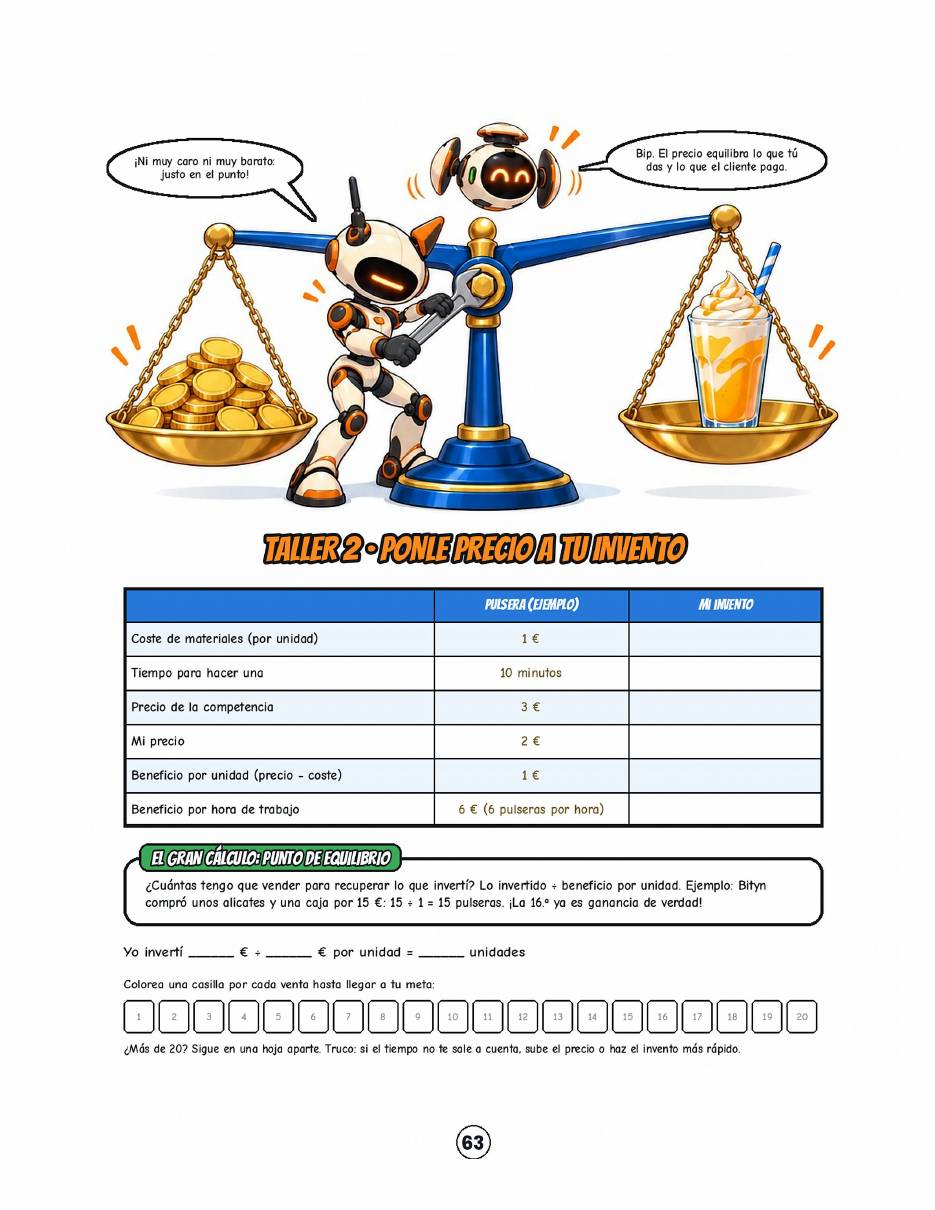 ¡Ni muy caro ni muy barato:
justo en el punto!
Bip. El precio equilibra lo que tú
das y lo que el cliente paga.
TALLER 2 • PONLE PRECIO A TU INVENTO
PULSERA (EJEMPLO) MI INVENTO
Coste de materiales (por unidad) 1 €
Tiempo para hacer una 10 minutos
Precio de la competencia 3 €
Mi precio 2 €
Beneficio por unidad (precio - coste) 1 €
Beneficio por hora de trabajo 6 € (6 pulseras por hora)
EL GRAN CÁLCULO: PUNTO DE EQUILIBRIO
¿Cuántas tengo que vender para recuperar lo que invertí? Lo invertido ÷ beneficio por unidad. Ejemplo: Bityn
compró unos alicates y una caja por 15 €: 15 ÷ 1 = 15 pulseras. ¡La 16.ª ya es ganancia de verdad!
Yo invertí ______ € ÷ ______ € por unidad = ______ unidades
Colorea una casilla por cada venta hasta llegar a tu meta:
1 2 3 4 5 6 7 8 9 10 11 12 13 14 15 16 17 18 19 20
¿Más de 20? Sigue en una hoja aparte. Truco: si el tiempo no te sale a cuenta, sube el precio o haz el invento más rápido.
63